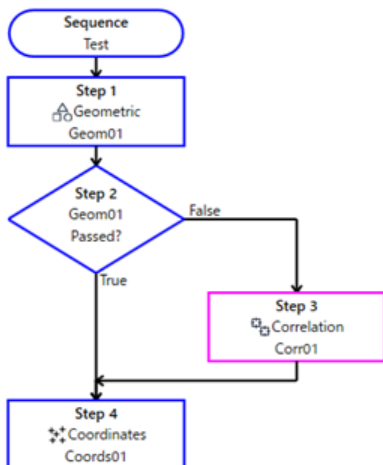 Sequence
Test
Step 1
Geometric
Geom01
Step 2
Geom01
Passed?
False
True
Step 3
Correlation
Corr01
Step 4
Coordinates
Coords01